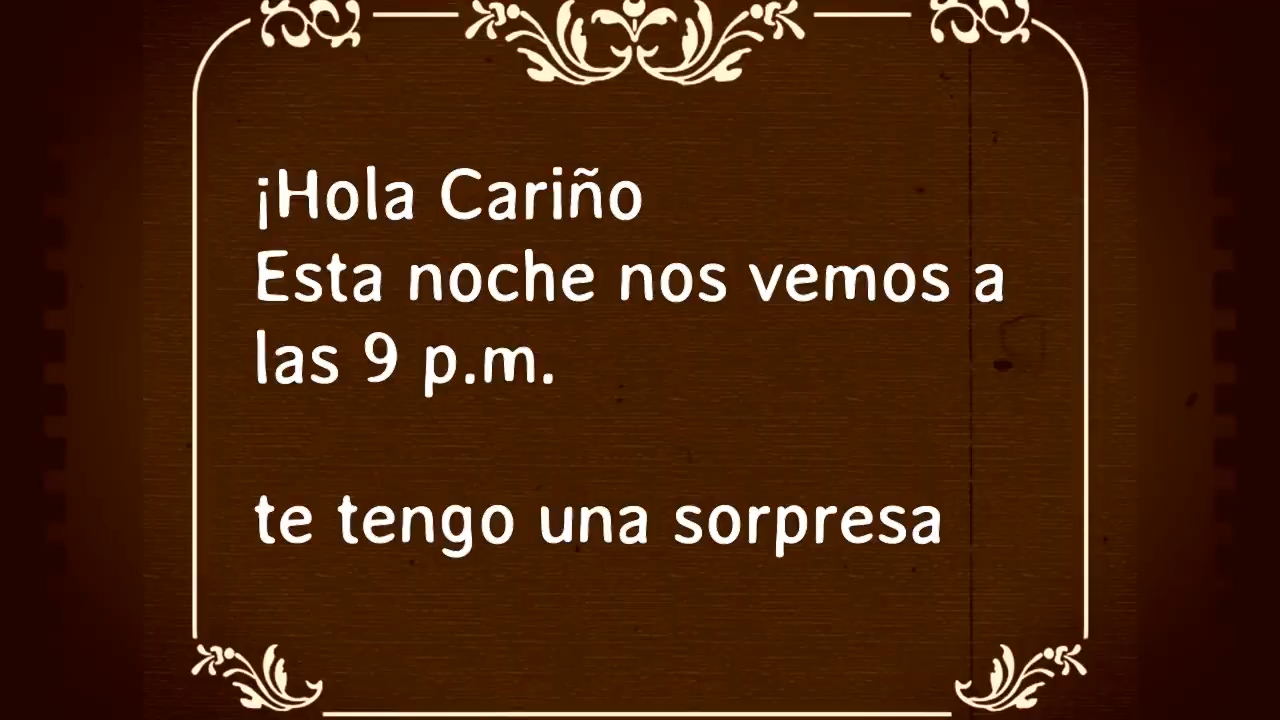 ¡Hola Cariño
Esta noche nos vemos a
las 9 p.m.
te tengo una sorpresa